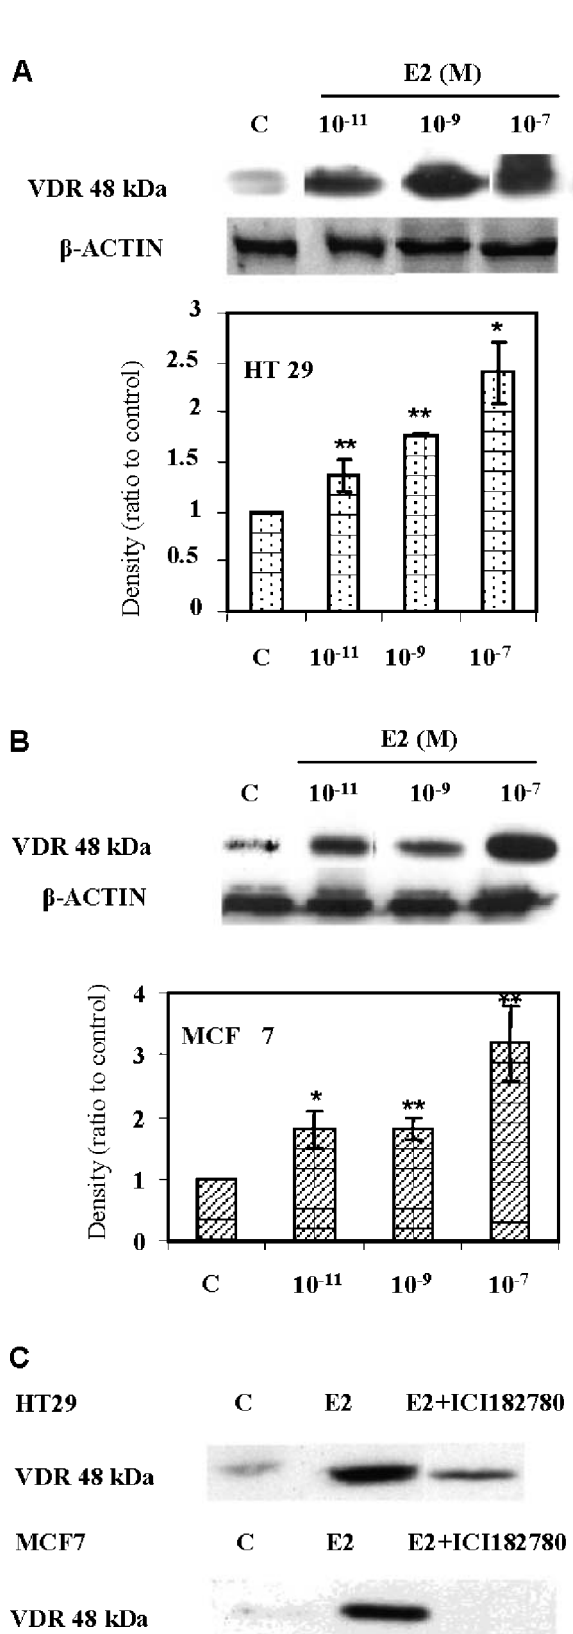 A
E2 (M)
C 10⁻¹¹ 10⁻⁹ 10⁻⁷
VDR 48 kDa
β-ACTIN
Density (ratio to control)
3
2.5
2
1.5
1
0.5
0
HT 29
**
**
*
C 10⁻¹¹ 10⁻⁹ 10⁻⁷
B
E2 (M)
C 10⁻¹¹ 10⁻⁹ 10⁻⁷
VDR 48 kDa
β-ACTIN
Density (ratio to control)
4
3
2
1
0
MCF 7
*
**
**
C 10⁻¹¹ 10⁻⁹ 10⁻⁷
C
HT29 C E2 E2+ICI182780
VDR 48 kDa
MCF7 C E2 E2+ICI182780
VDR 48 kDa